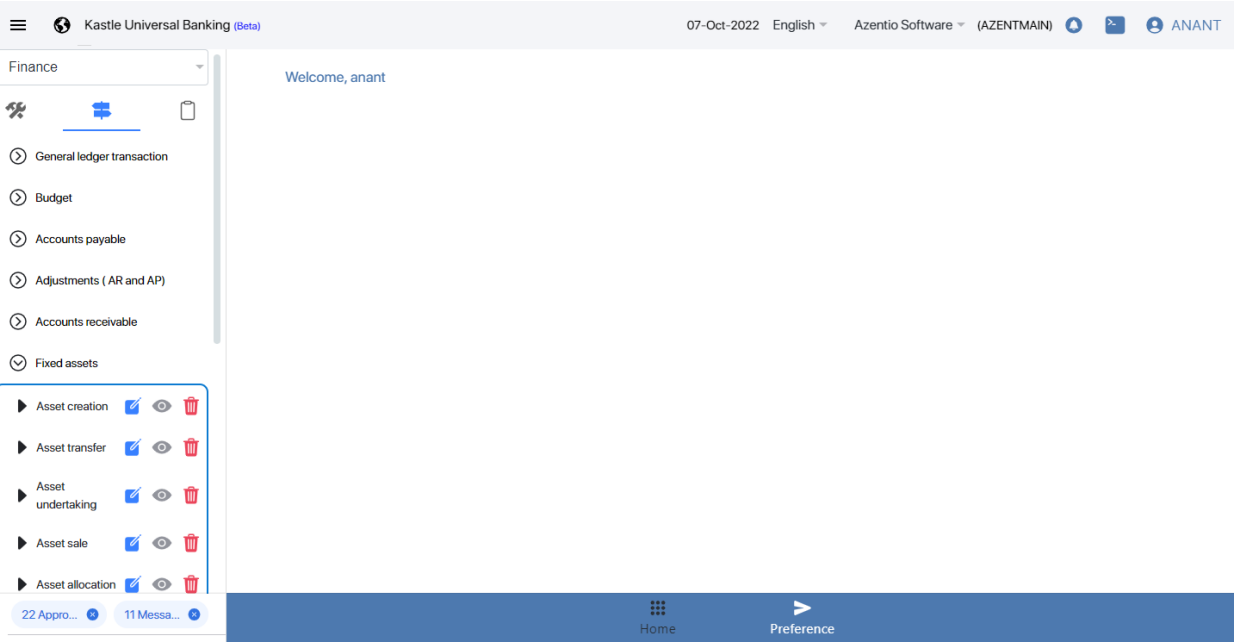 Kastle Universal Banking (Beta)
07-Oct-2022 English Azentio Software (AZENTMAIN) ANANT
Finance
Welcome, anant
General ledger transaction
Budget
Accounts payable
Adjustments ( AR and AP)
Accounts receivable
Fixed assets
Asset creation
Asset transfer
Asset
undertaking
Asset sale
Asset allocation
22 Appro... 11 Messa...
Home Preference